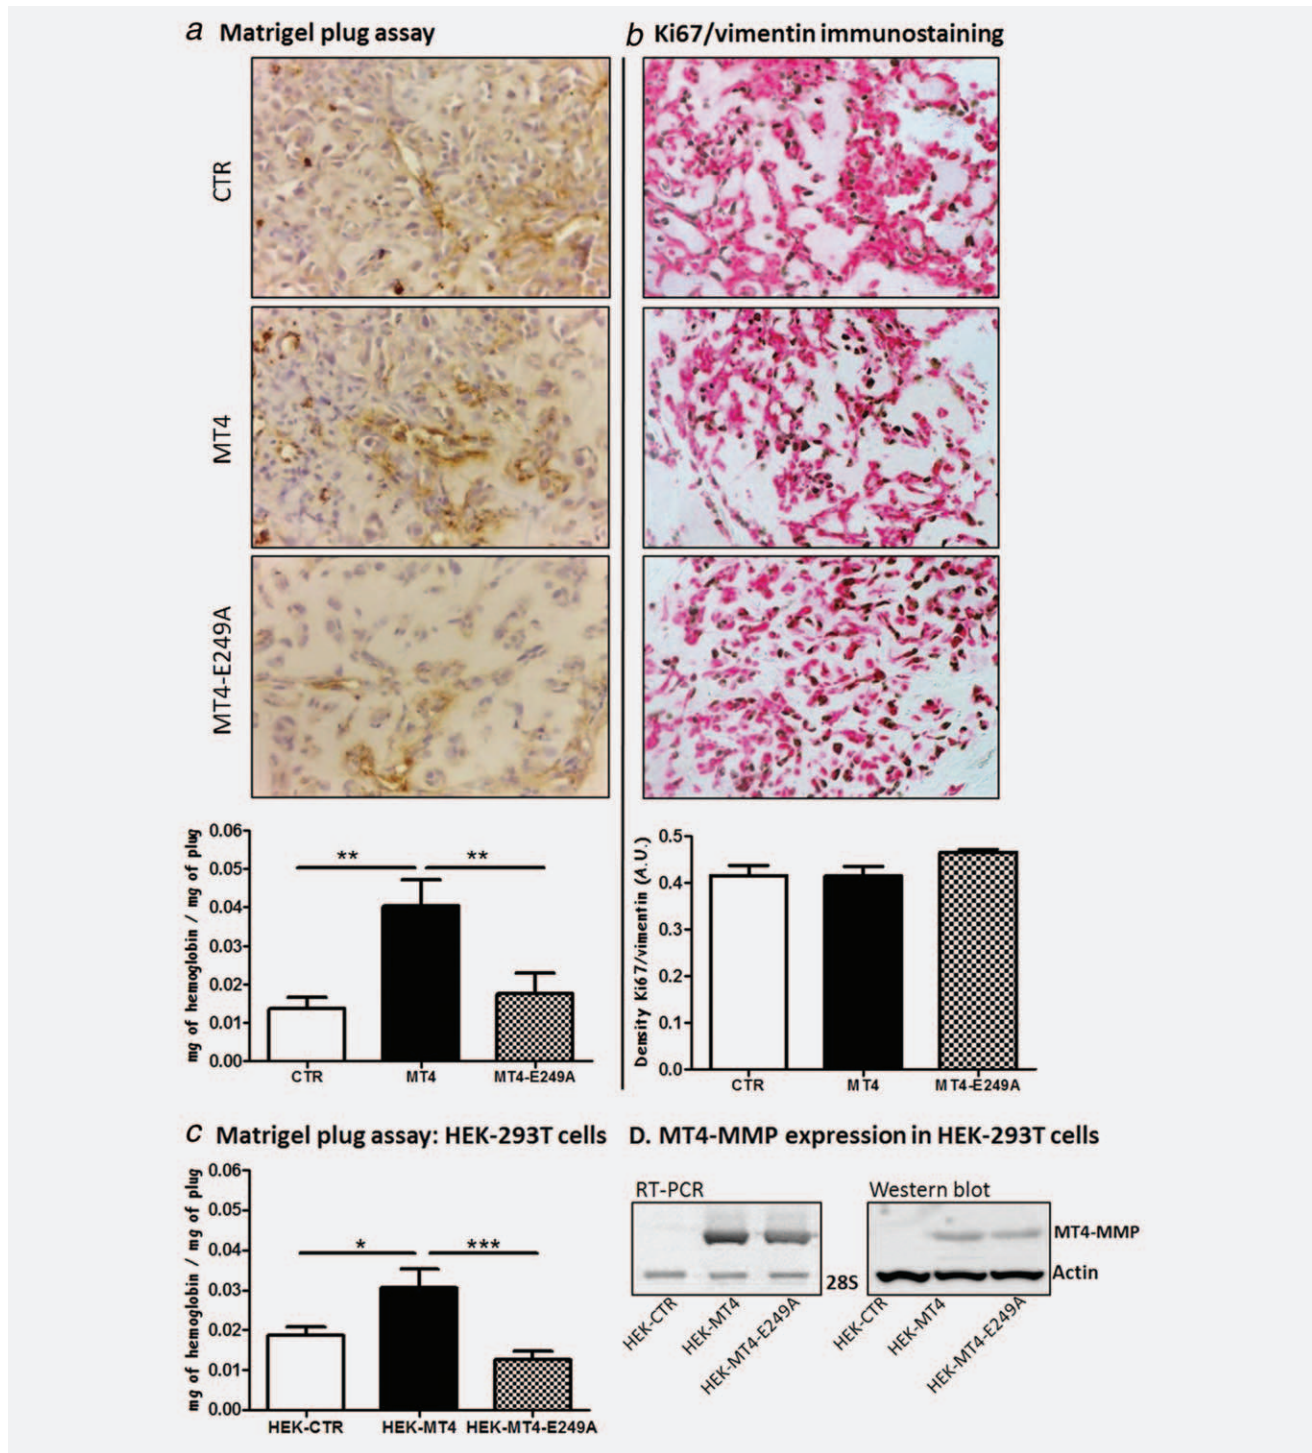 a Matrigel plug assay
b Ki67/vimentin immunostaining
CTR
MT4
MT4-E249A
mg of hemoglobin / mg of plug
0.06
0.05
0.04
0.03
0.02
0.01
0.00
**
**
CTR
MT4
MT4-E249A
Density Ki67/vimentin (A.U.)
0.5
0.4
0.3
0.2
0.1
0.0
CTR
MT4
MT4-E249A
c Matrigel plug assay: HEK-293T cells
mg of hemoglobin / mg of plug
0.06
0.05
0.04
0.03
0.02
0.01
0.00
*
***
HEK-CTR
HEK-MT4
HEK-MT4-E249A
D. MT4-MMP expression in HEK-293T cells
RT-PCR
28S
HEK-CTR
HEK-MT4
HEK-MT4-E249A
Western blot
MT4-MMP
Actin
HEK-CTR
HEK-MT4
HEK-MT4-E249A